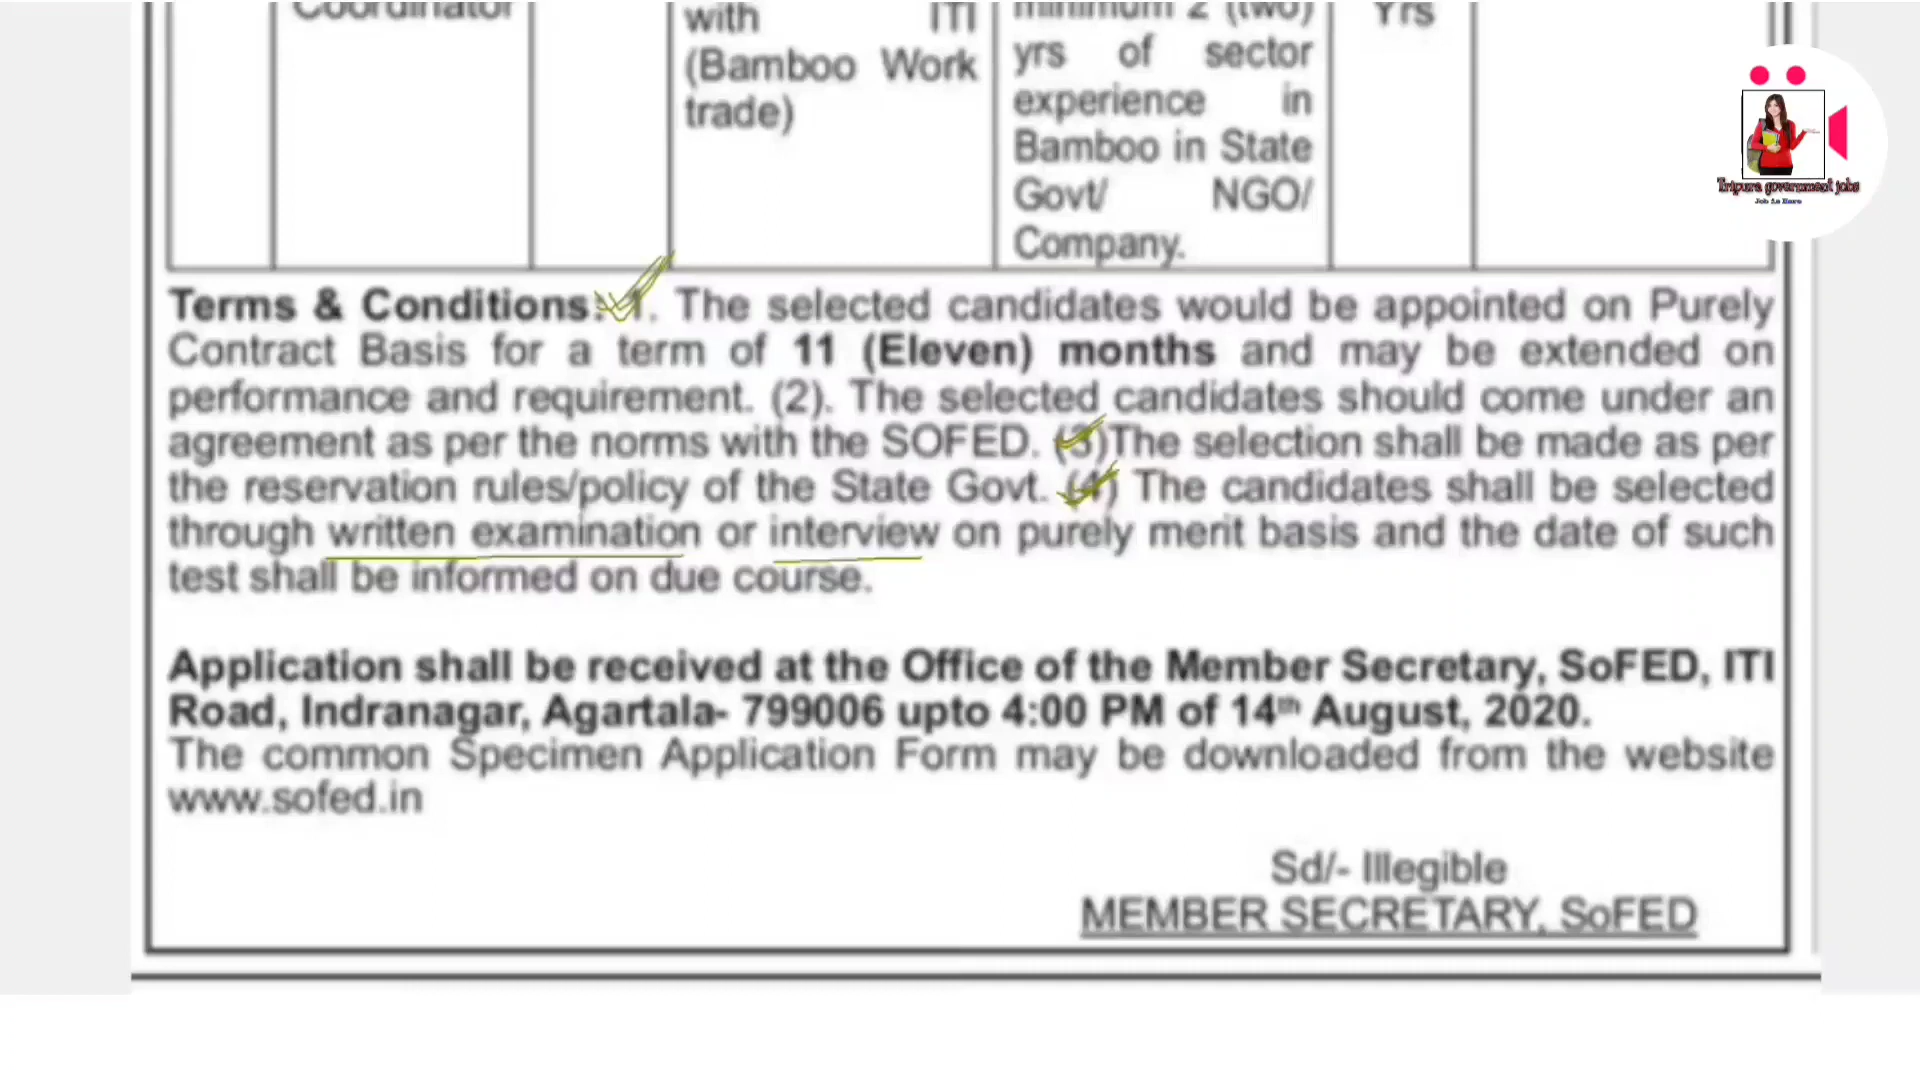 Coordinator
with ITI
(Bamboo Work
trade)
minimum 2 (two)
yrs of sector
experience in
Bamboo in State
Govt/ NGO/
Company.
Yrs
Tripura government jobs
Job is Here
Terms & Conditions: 1. The selected candidates would be appointed on Purely
Contract Basis for a term of 11 (Eleven) months and may be extended on
performance and requirement. (2). The selected candidates should come under an
agreement as per the norms with the SOFED. (3)The selection shall be made as per
the reservation rules/policy of the State Govt. (4) The candidates shall be selected
through written examination or interview on purely merit basis and the date of such
test shall be informed on due course.
Application shall be received at the Office of the Member Secretary, SoFED, ITI
Road, Indranagar, Agartala- 799006 upto 4:00 PM of 14th August, 2020.
The common Specimen Application Form may be downloaded from the website
www.sofed.in
Sd/- Illegible
MEMBER SECRETARY, SoFED